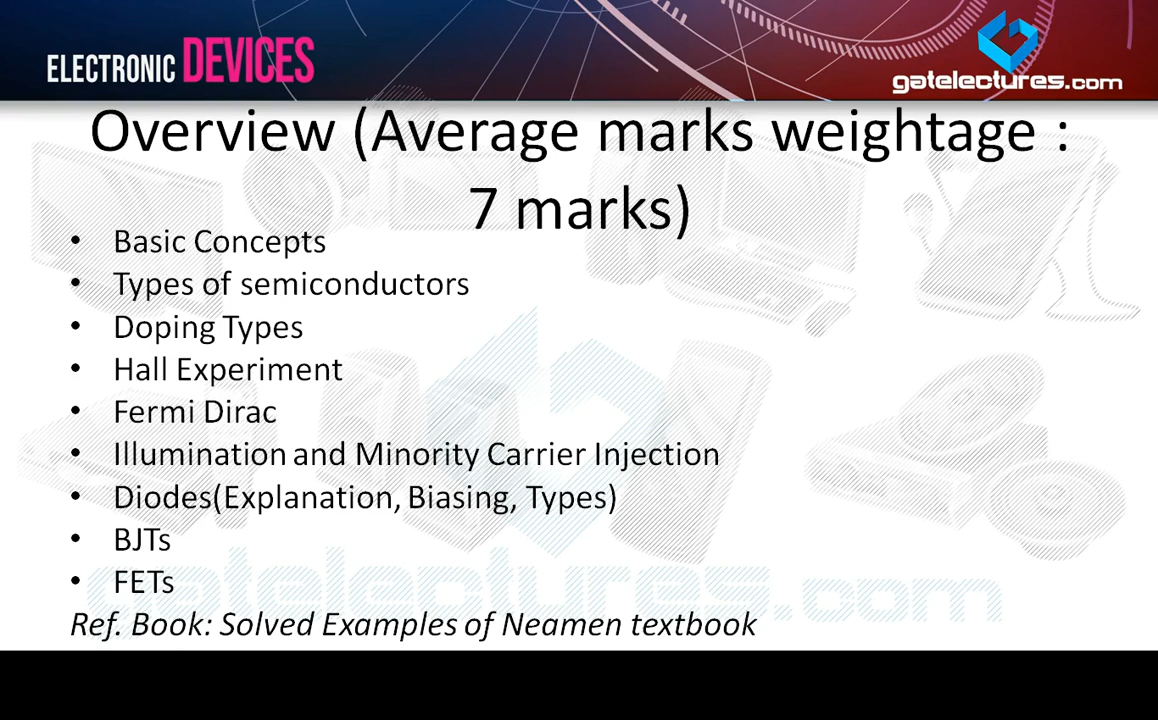 ELECTRONIC DEVICES
gatelectures.com
Overview (Average marks weightage :
7 marks)
• Basic Concepts
• Types of semiconductors
• Doping Types
• Hall Experiment
• Fermi Dirac
• Illumination and Minority Carrier Injection
• Diodes(Explanation, Biasing, Types)
• BJTs
• FETs
gatelectures.com
Ref. Book: Solved Examples of Neamen textbook